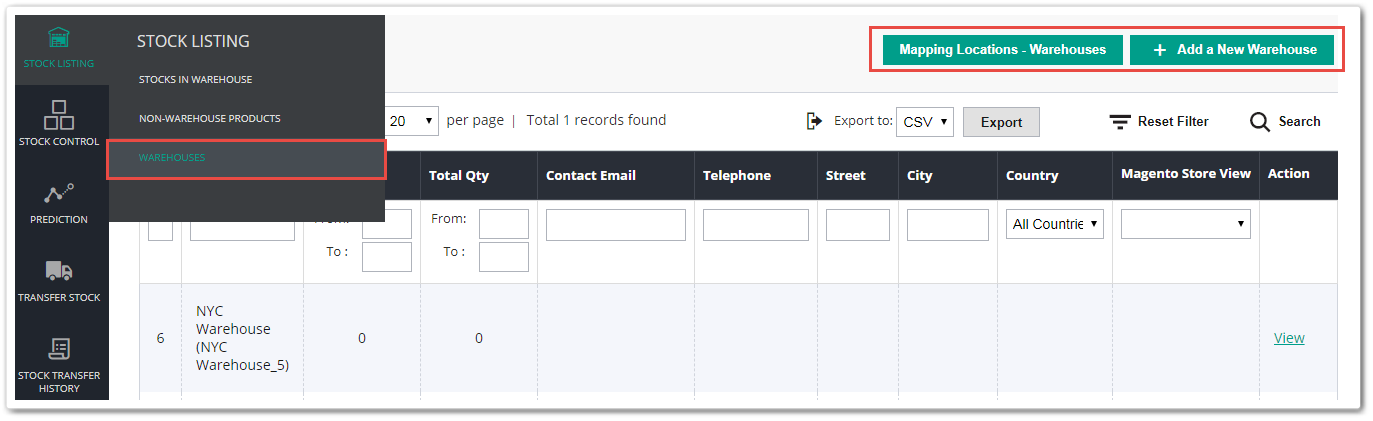 STOCK LISTING
STOCK CONTROL
PREDICTION
TRANSFER STOCK
STOCK TRANSFER
HISTORY
STOCK LISTING
STOCKS IN WAREHOUSE
NON-WAREHOUSE PRODUCTS
WAREHOUSES
Mapping Locations - Warehouses
+ Add a New Warehouse
20 per page | Total 1 records found
Export to: CSV Export
Reset Filter
Search
Total Qty Contact Email Telephone Street City Country Magento Store View Action
From: From:
All Countrie
To : To :
NYC
Warehouse
(NYC
Warehouse_5)
6 0 0 View